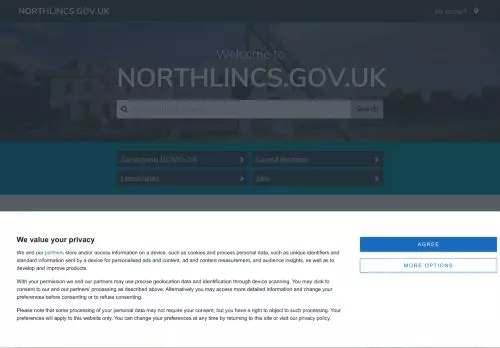 NORTHLINCS.GOV.UK
My account
Welcome to
NORTHLINCS.GOV.UK
Search
Jobs
We value your privacy
We and our partners store and/or access information on a device, such as cookies and process personal data, such as unique identifiers and
standard information sent by a device for personalised ads and content, ad and content measurement, and audience insights, as well as to
develop and improve products.
AGREE
MORE OPTIONS
With your permission we and our partners may use precise geolocation data and identification through device scanning. You may click to
consent to our and our partners' processing as described above. Alternatively you may access more detailed information and change your
preferences before consenting or to refuse consenting.
Please note that some processing of your personal data may not require your consent, but you have a right to object to such processing. Your
preferences will apply to this website only. You can change your preferences at any time by returning to this site or visit our privacy policy.